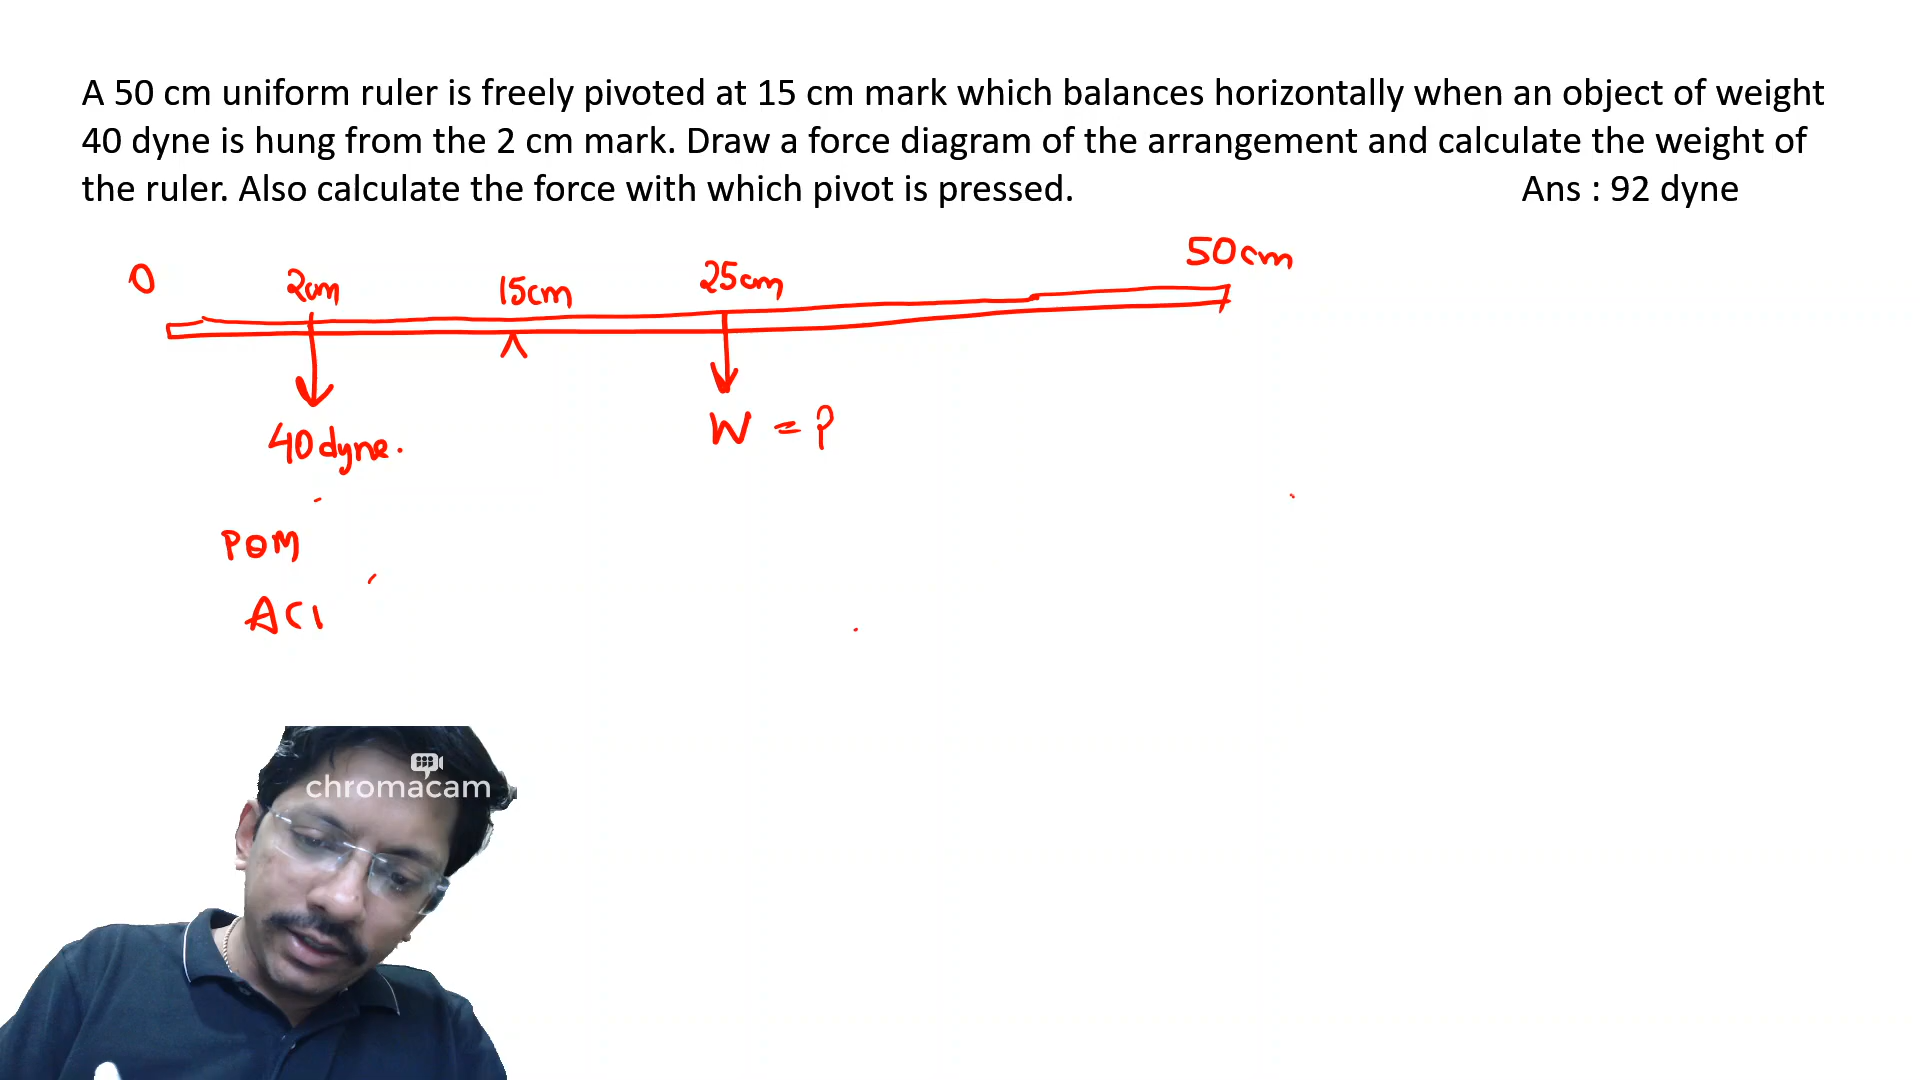 A 50 cm uniform ruler is freely pivoted at 15 cm mark which balances horizontally when an object of weight
40 dyne is hung from the 2 cm mark. Draw a force diagram of the arrangement and calculate the weight of
the ruler. Also calculate the force with which pivot is pressed. Ans : 92 dyne
0 2cm 15cm 25cm 50cm
40 dyne. W = ?
POM
ACI
chromacam